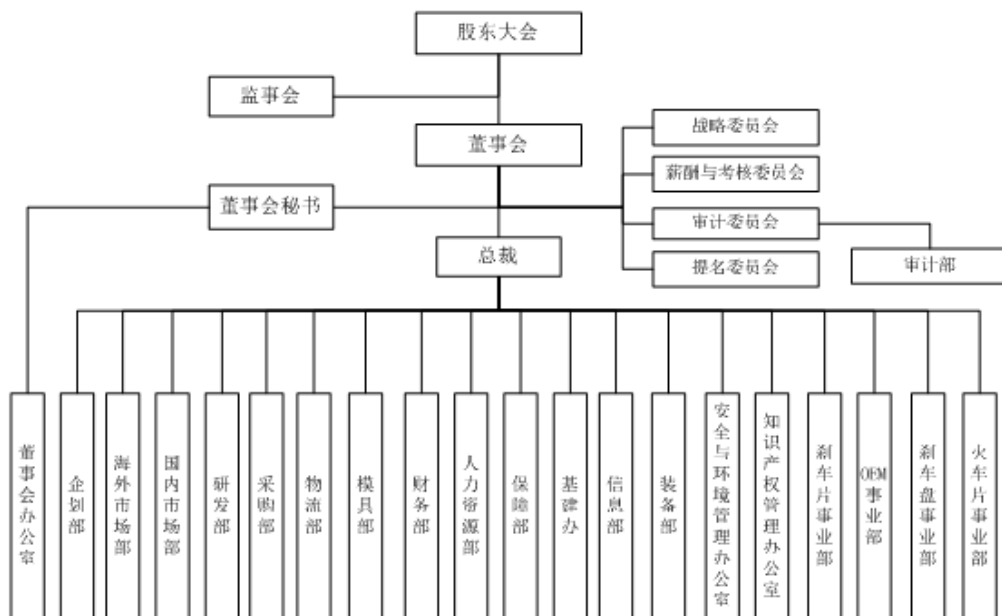 股东大会
监事会
董事会
战略委员会
薪酬与考核委员会
董事会秘书
审计委员会
总裁
提名委员会
审计部
董事会办公室
企划部
海外市场部
国内市场部
研发部
采购部
物流部
模具部
财务部
人力资源部
保障部
基建办
信息部
装备部
安全与环境管理办公室
知识产权管理办公室
刹车片事业部
OEM事业部
刹车盘事业部
火车片事业部